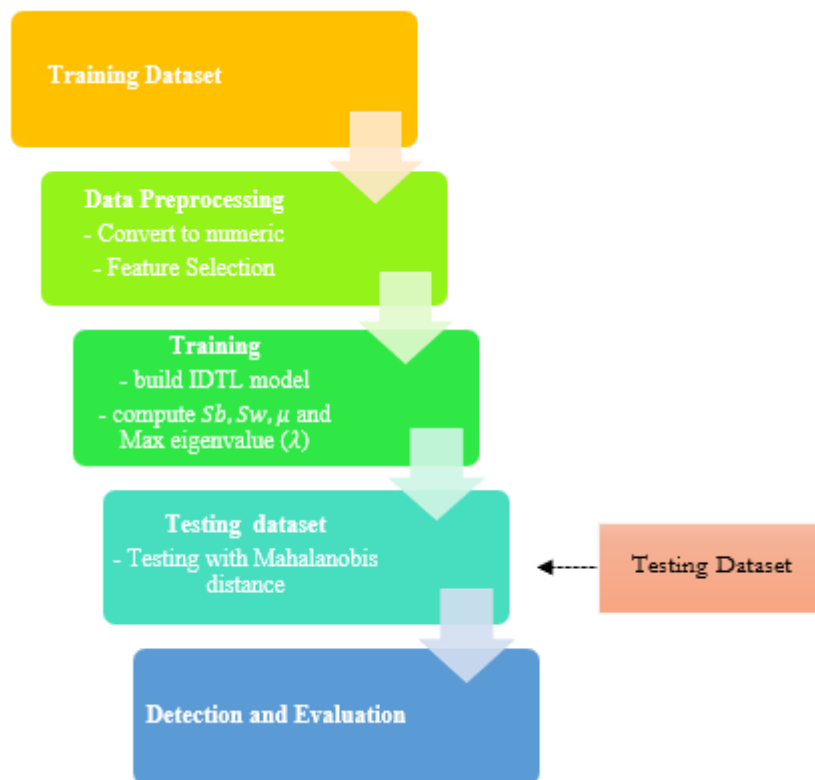 Training Dataset
Data Preprocessing
- Convert to numeric
- Feature Selection
Training
- build IDTL model
- compute Sb, Sw, μ and
Max eigenvalue (λ)
Testing dataset
- Testing with Mahalanobis
distance
Testing Dataset
Detection and Evaluation